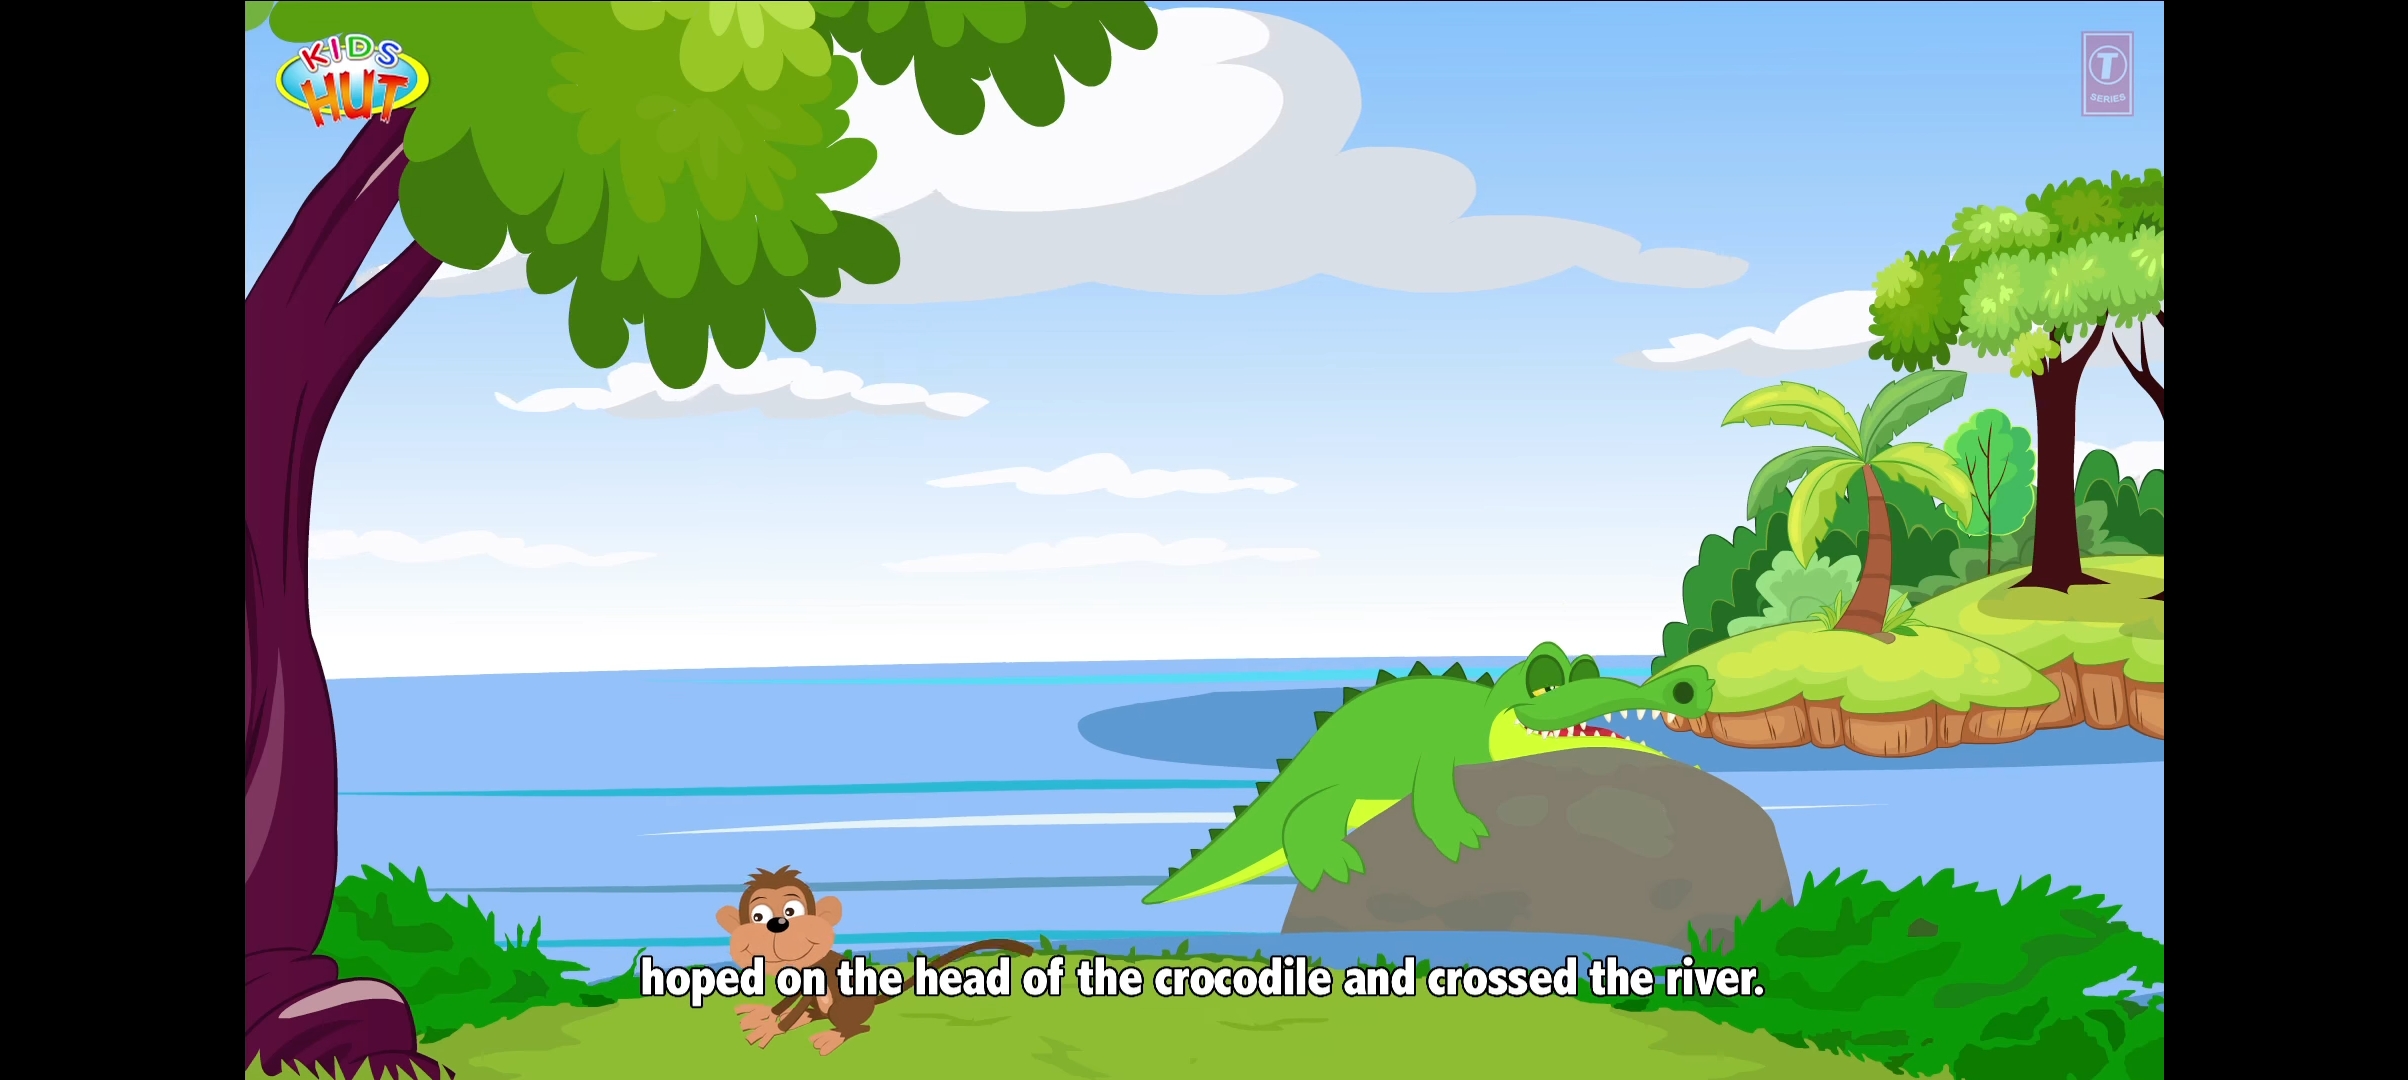 KIDS
HUT
T
SERIES
hoped on the head of the crocodile and crossed the river.